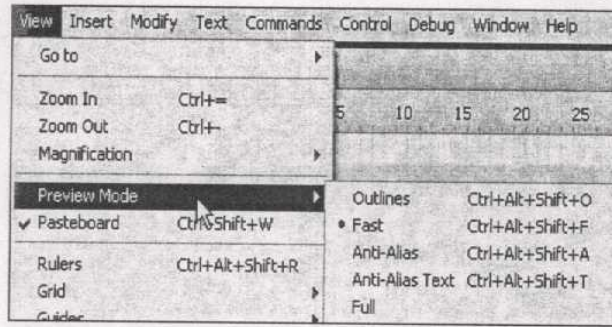 View Insert Modify Text Commands Control Debug Window Help
Go to
Zoom In Ctrl+=
Zoom Out Ctrl+-
Magnification
5 10 15 20 25
Preview Mode
Pasteboard Ctrl+Shift+W
Rulers Ctrl+Alt+Shift+R
Grid
Guides
Outlines Ctrl+Alt+Shift+O
Fast Ctrl+Alt+Shift+F
Anti-Alias Ctrl+Alt+Shift+A
Anti-Alias Text Ctrl+Alt+Shift+T
Full